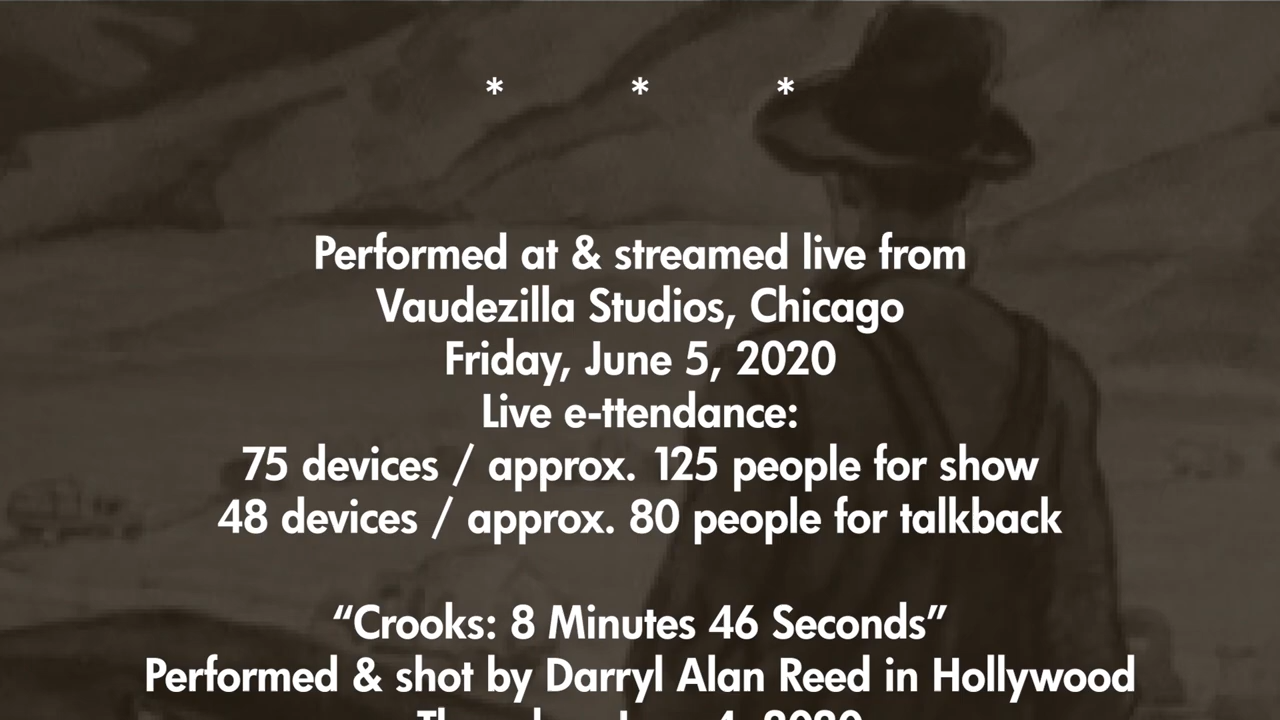 * * *
Performed at & streamed live from
Vaudezilla Studios, Chicago
Friday, June 5, 2020
Live e-ttendance:
75 devices / approx. 125 people for show
48 devices / approx. 80 people for talkback
“Crooks: 8 Minutes 46 Seconds”
Performed & shot by Darryl Alan Reed in Hollywood